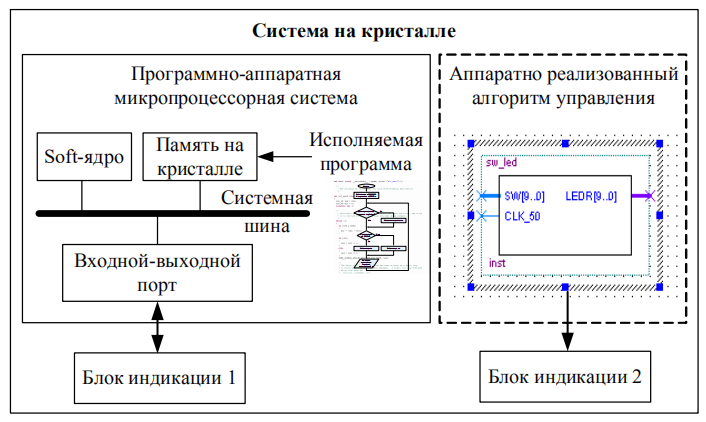 Система на кристалле
Программно-аппаратная
микропроцессорная система
Soft-ядро
Память на
кристалле
Исполняемая
программа
Системная
шина
Входной-выходной
порт
Блок индикации 1
Аппаратно реализованный
алгоритм управления
sw_led
SW[9..0] LEDR[9..0]
CLK_50
inst
Блок индикации 2